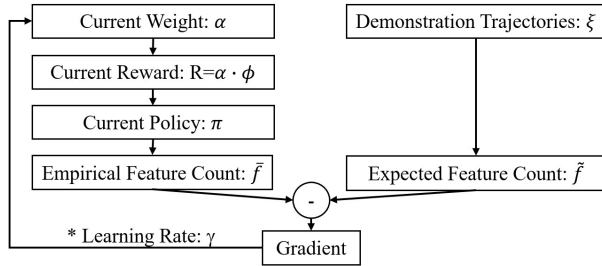 Current Weight: α
Demonstration Trajectories: ξ
Current Reward: R=α · ϕ
Current Policy: π
Empirical Feature Count: f̄
Expected Feature Count: f̃
-
* Learning Rate: γ
Gradient